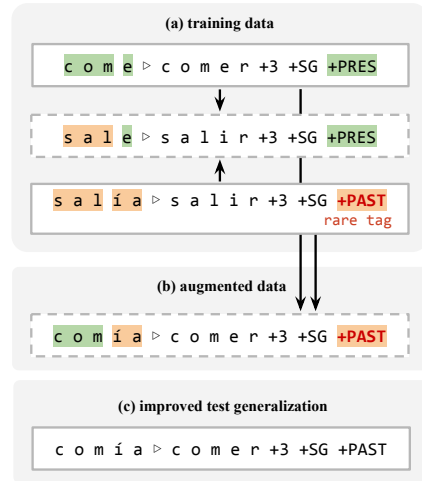 (a) training data
c o m e ▷ c o m e r +3 +SG +PRES
s a l e ▷ s a l i r +3 +SG +PRES
s a l í a ▷ s a l i r +3 +SG +PAST
rare tag
(b) augmented data
c o m í a ▷ c o m e r +3 +SG +PAST
(c) improved test generalization
c o m í a ▷ c o m e r +3 +SG +PAST